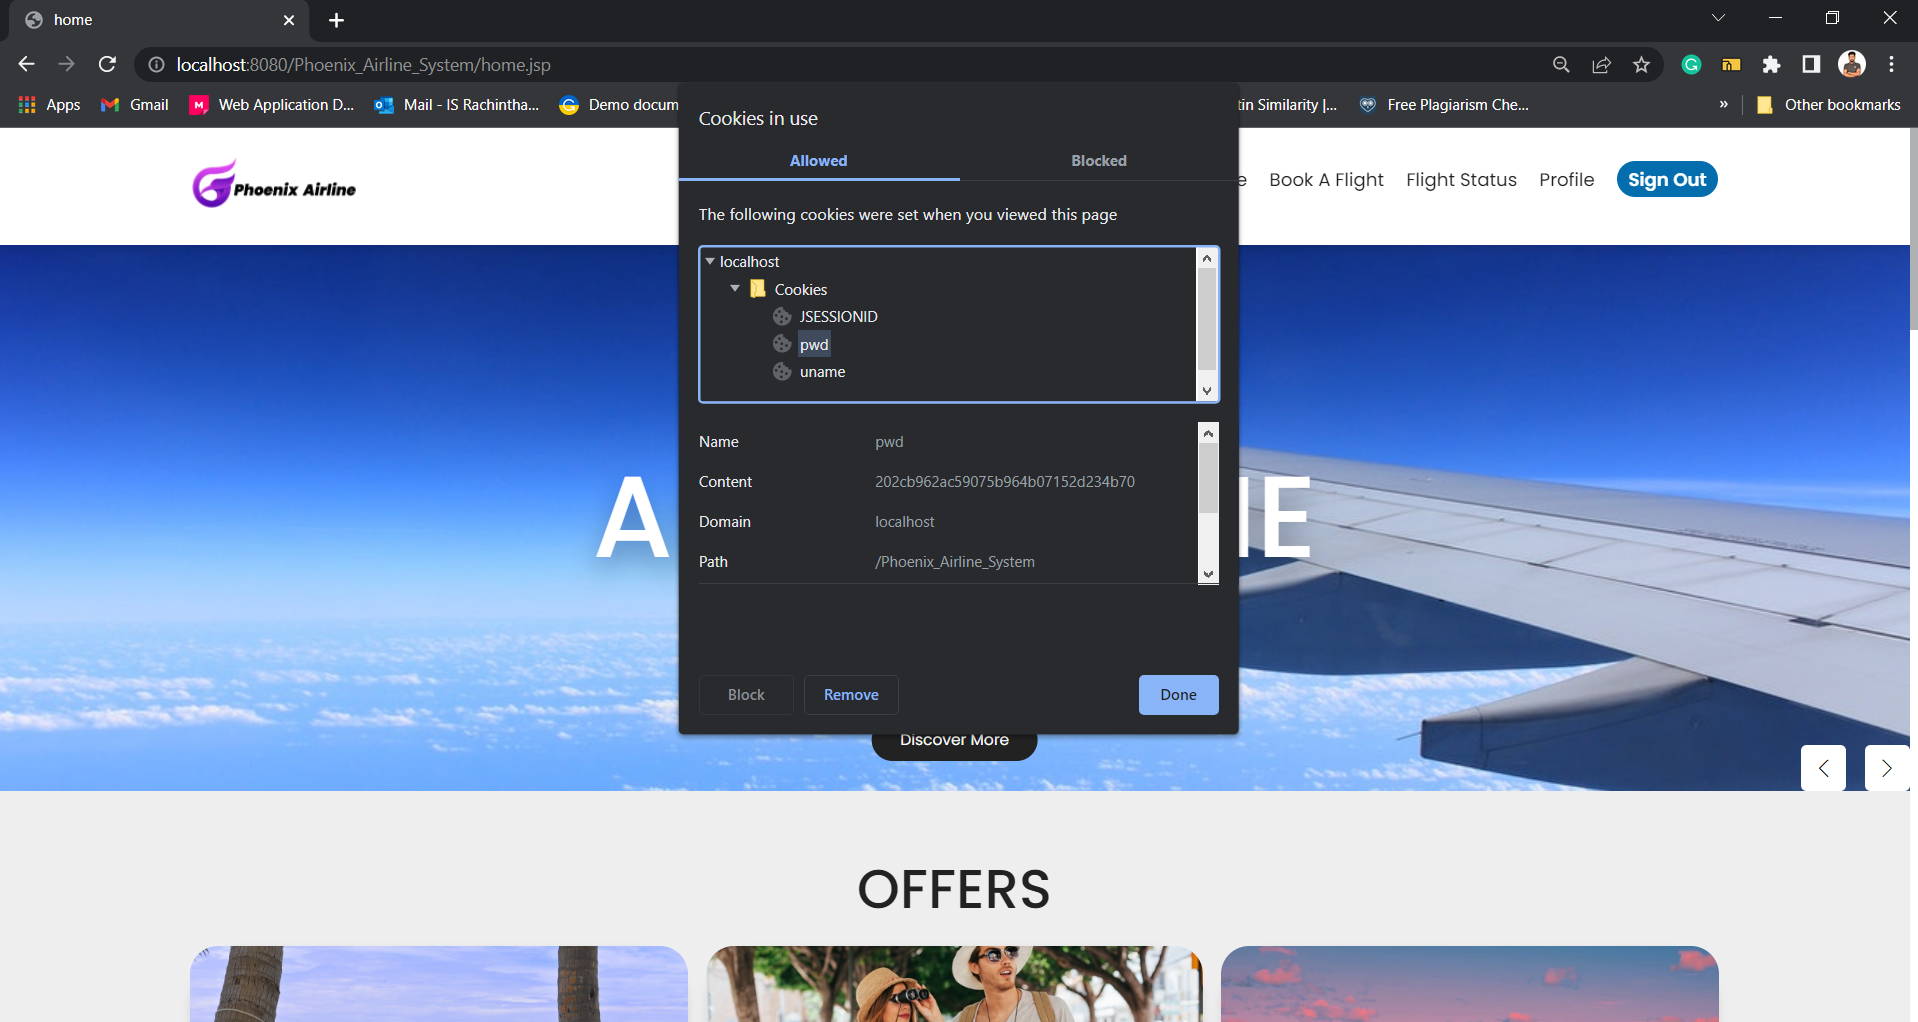 home
localhost:8080/Phoenix_Airline_System/home.jsp
Apps Gmail Web Application D... Mail - IS Rachintha... Demo docum tin Similarity |... Free Plagiarism Che... » Other bookmarks
Cookies in use
Allowed Blocked
Phoenix Airline
e Book A Flight Flight Status Profile Sign Out
The following cookies were set when you viewed this page
localhost
Cookies
JSESSIONID
pwd
uname
Name pwd
Content 202cb962ac59075b964b07152d234b70
Domain localhost
Path /Phoenix_Airline_System
A
NE
Block Remove Done
Discover More
OFFERS